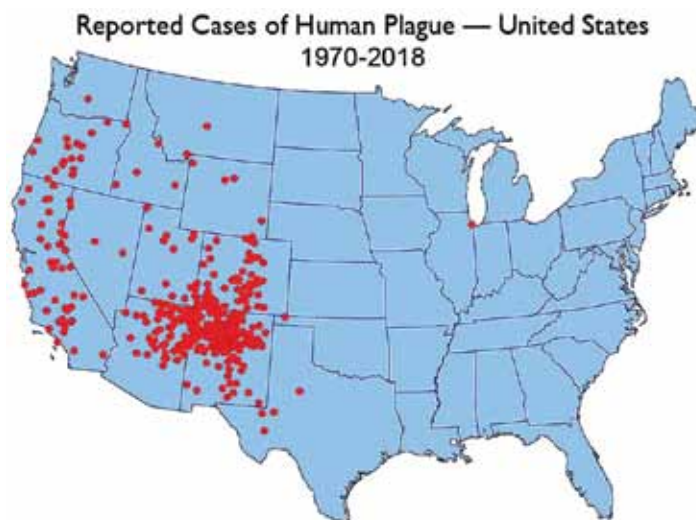 Reported Cases of Human Plague — United States
1970-2018